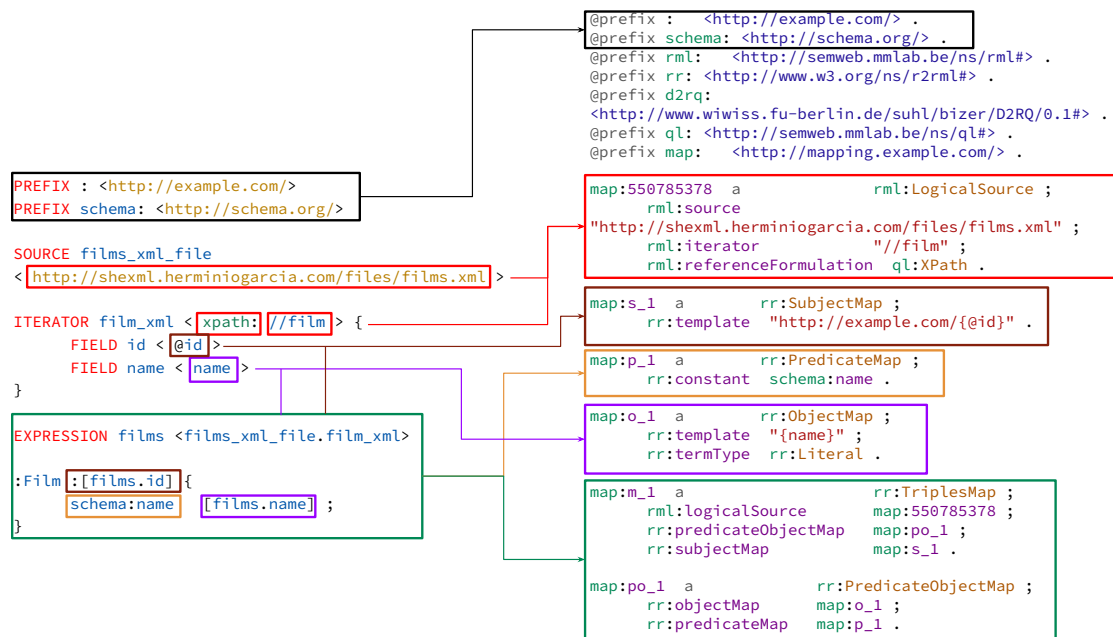 PREFIX : <http://example.com/>
PREFIX schema: <http://schema.org/>
SOURCE films_xml_file
< http://shexml.herminiogarcia.com/files/films.xml >
ITERATOR film_xml < xpath: //film > {
FIELD id < @id >
FIELD name < name >
}
EXPRESSION films <films_xml_file.film_xml>
:Film :[films.id] {
schema:name [films.name] ;
}
@prefix : <http://example.com/> .
@prefix schema: <http://schema.org/> .
@prefix rml: <http://semweb.mmlab.be/ns/rml#> .
@prefix rr: <http://www.w3.org/ns/r2rml#> .
@prefix d2rq:
<http://www.wiwiss.fu-berlin.de/suhl/bizer/D2RQ/0.1#> .
@prefix ql: <http://semweb.mmlab.be/ns/ql#> .
@prefix map: <http://mapping.example.com/> .
map:550785378 a rml:LogicalSource ;
rml:source
"http://shexml.herminiogarcia.com/files/films.xml" ;
rml:iterator "//film" ;
rml:referenceFormulation ql:XPath .
map:s_1 a rr:SubjectMap ;
rr:template "http://example.com/{@id}" .
map:p_1 a rr:PredicateMap ;
rr:constant schema:name .
map:o_1 a rr:ObjectMap ;
rr:template "{name}" ;
rr:termType rr:Literal .
map:m_1 a rr:TriplesMap ;
rml:logicalSource map:550785378 ;
rr:predicateObjectMap map:po_1 ;
rr:subjectMap map:s_1 .
map:po_1 a rr:PredicateObjectMap ;
rr:objectMap map:o_1 ;
rr:predicateMap map:p_1 .